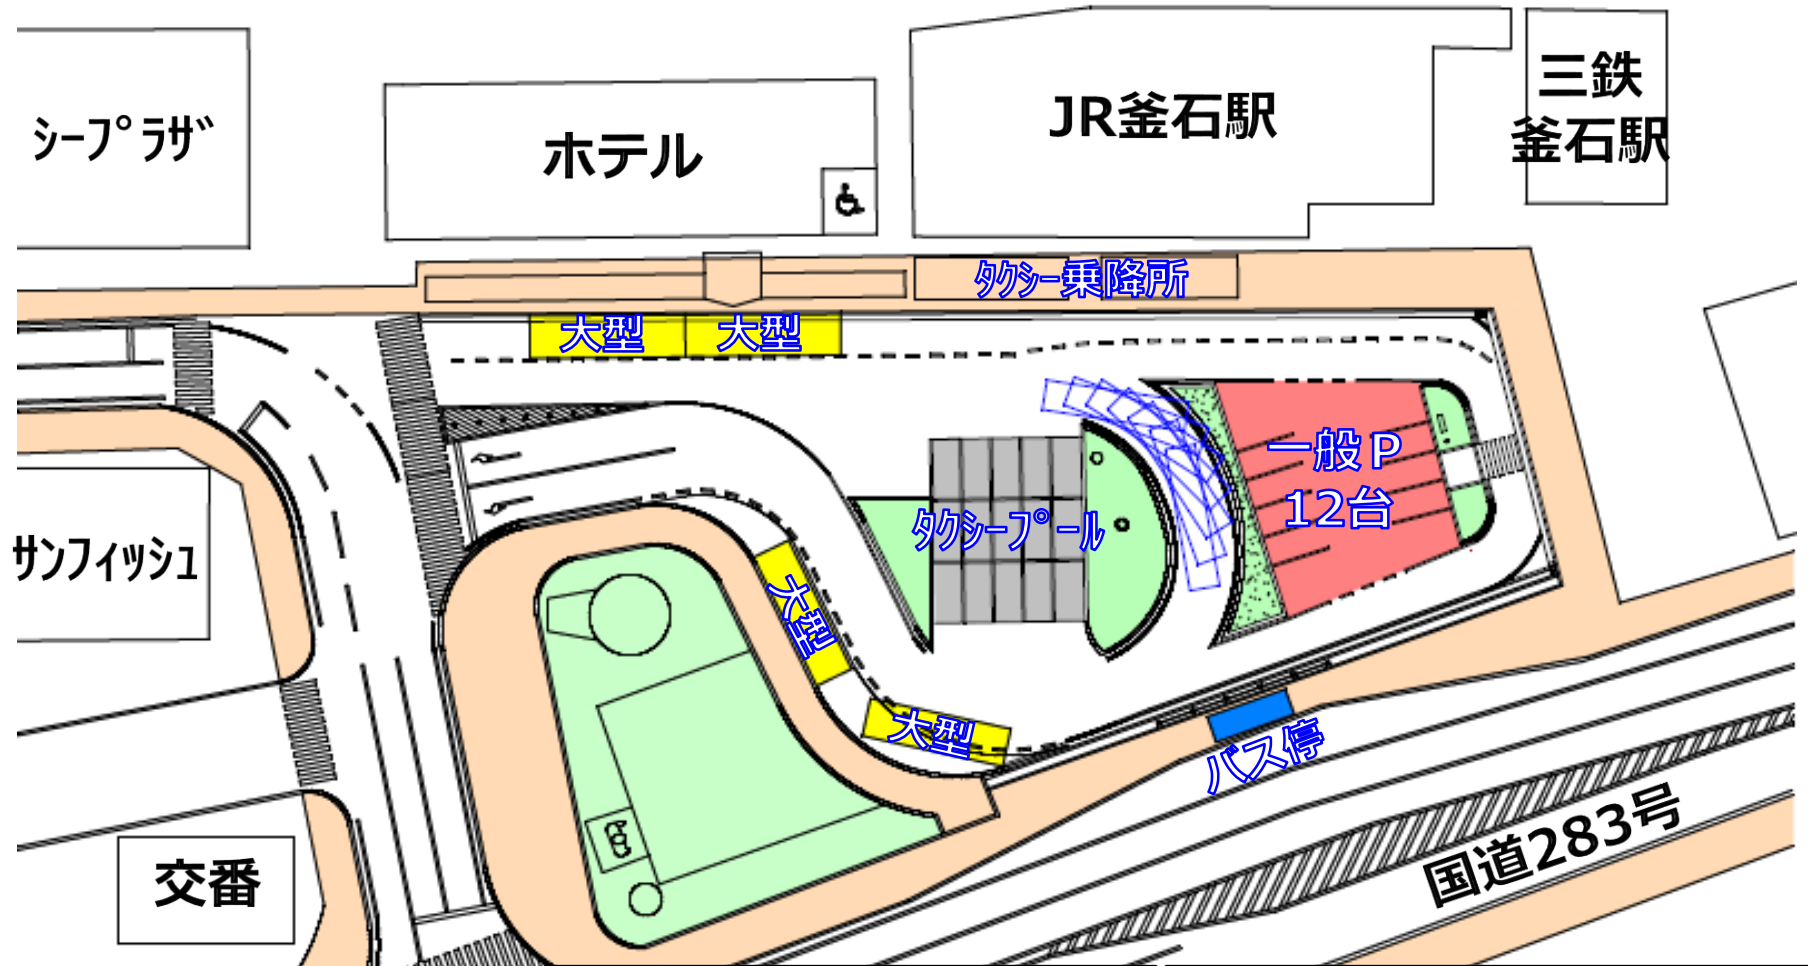 シープラザ
ホテル
JR釜石駅
三鉄
釜石駅
タクシー乗降所
大型
大型
一般P
12台
タクシープール
サンフィッシュ
大型
大型
バス停
国道283号
交番